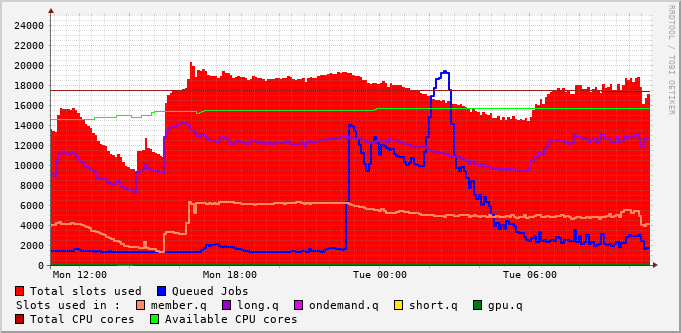 24000
22000
20000
18000
16000
14000
12000
10000
8000
6000
4000
2000
0
Mon 12:00 Mon 18:00 Tue 00:00 Tue 06:00
RRDTOOL / TOBI OETIKER
Total slots used Queued Jobs
Slots used in : member.q long.q ondemand.q short.q gpu.q
Total CPU cores Available CPU cores